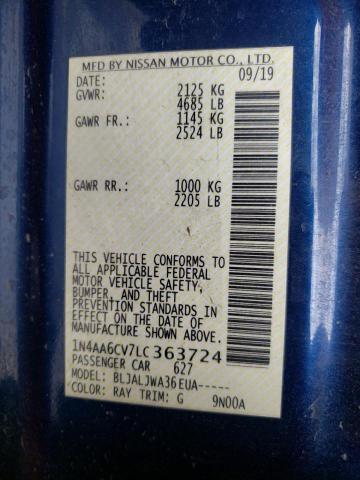 MFD BY NISSAN MOTOR CO., LTD.
DATE: 09/19
GVWR: 2125 KG
4685 LB
GAWR FR.: 1145 KG
2524 LB
GAWR RR.: 1000 KG
2205 LB
THIS VEHICLE CONFORMS TO
ALL APPLICABLE FEDERAL
MOTOR VEHICLE SAFETY,
BUMPER, AND THEFT
PREVENTION STANDARDS IN
EFFECT ON THE DATE OF
MANUFACTURE SHOWN ABOVE.
1N4AA6CV7LC363724
PASSENGER CAR 627
MODEL: BLJALJWA36EUA-----
COLOR: RAY TRIM: G 9N00A